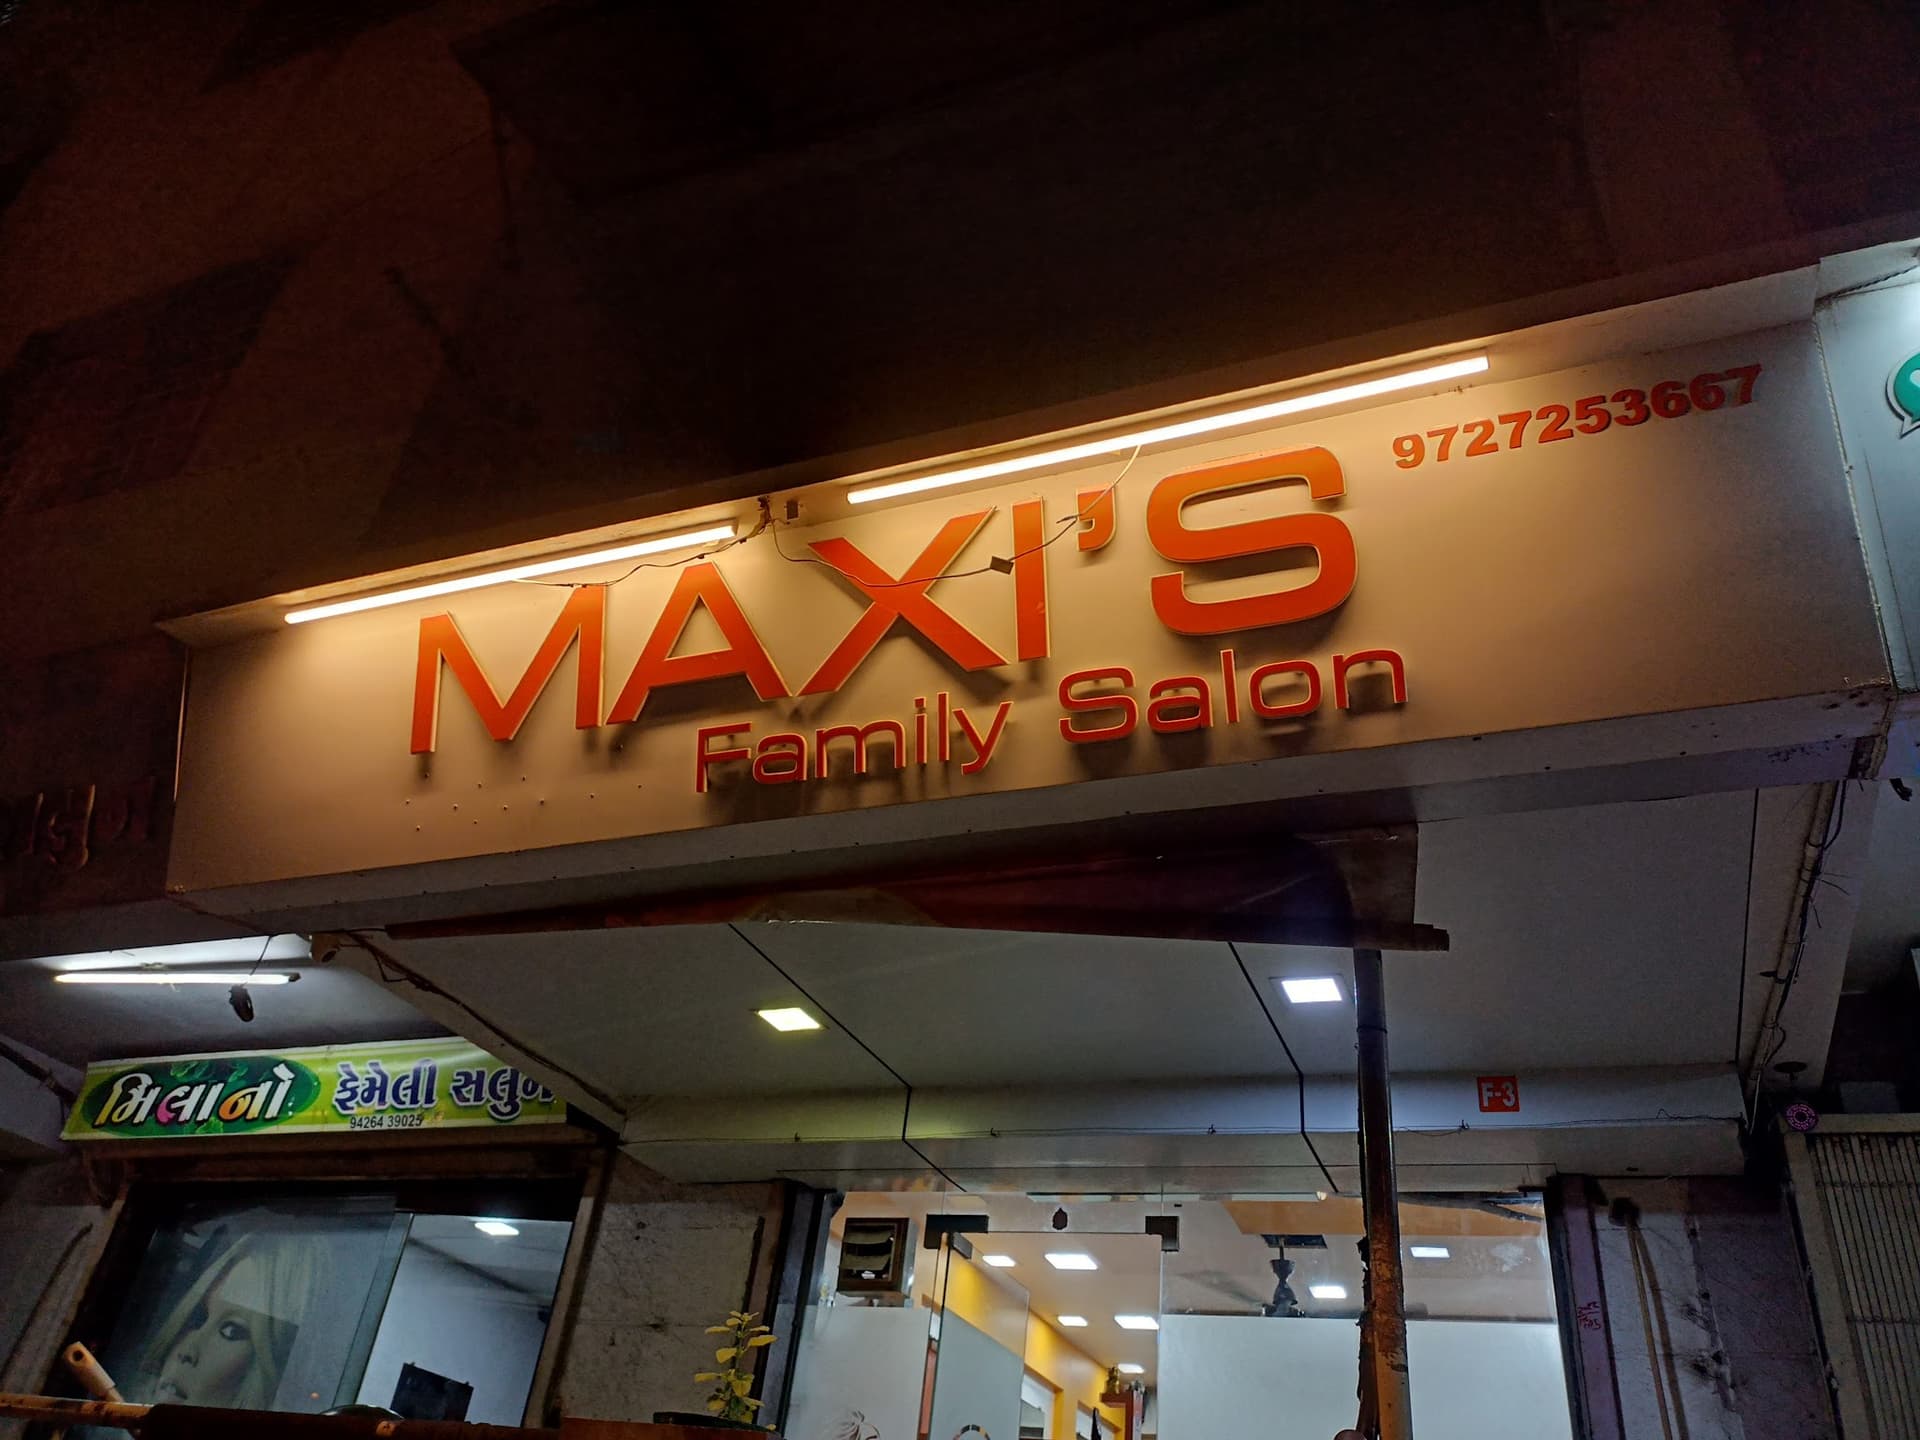 9727253667
MAXI'S
Family Salon
મિલાનો ફેમેલી સલુન
94264 39025
F-3